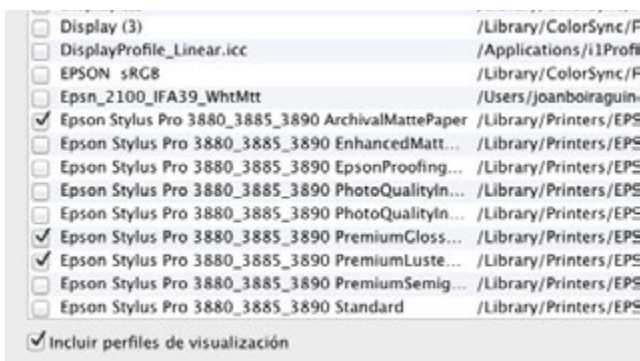 Display (3) /Library/ColorSync/P
DisplayProfile_Linear.icc /Applications/i1Profi
EPSON sRGB /Library/ColorSync/P
Epsn_2100_IFA39_WhtMtt /Users/joanboiraguin
Epson Stylus Pro 3880_3885_3890 ArchivalMattePaper /Library/Printers/EPS
Epson Stylus Pro 3880_3885_3890 EnhancedMatt... /Library/Printers/EPS
Epson Stylus Pro 3880_3885_3890 EpsonProofing... /Library/Printers/EPS
Epson Stylus Pro 3880_3885_3890 PhotoQualityIn... /Library/Printers/EPS
Epson Stylus Pro 3880_3885_3890 PhotoQualityIn... /Library/Printers/EPS
Epson Stylus Pro 3880_3885_3890 PremiumGloss... /Library/Printers/EPS
Epson Stylus Pro 3880_3885_3890 PremiumLuste... /Library/Printers/EPS
Epson Stylus Pro 3880_3885_3890 PremiumSemig... /Library/Printers/EPS
Epson Stylus Pro 3880_3885_3890 Standard /Library/Printers/EPS
Incluir perfiles de visualización